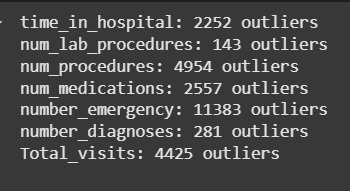 time_in_hospital: 2252 outliers
num_lab_procedures: 143 outliers
num_procedures: 4954 outliers
num_medications: 2557 outliers
number_emergency: 11383 outliers
number_diagnoses: 281 outliers
Total_visits: 4425 outliers